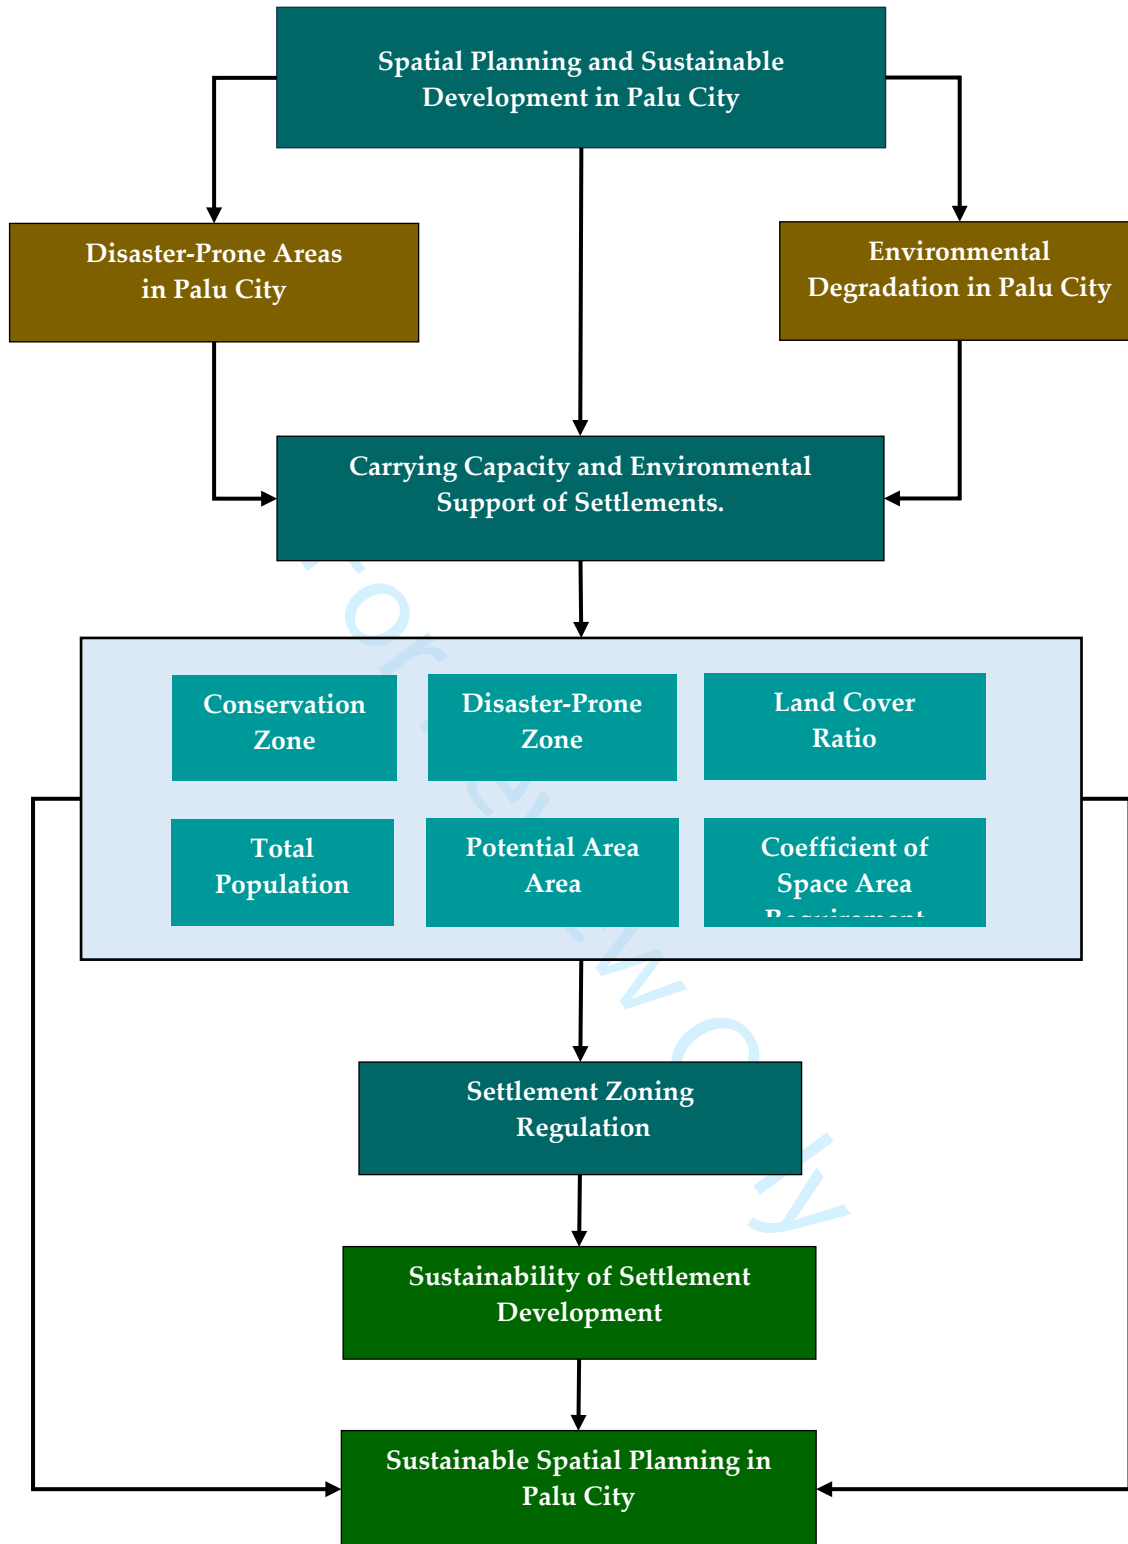 Spatial Planning and Sustainable
Development in Palu City
Disaster-Prone Areas
in Palu City
Environmental
Degradation in Palu City
Carrying Capacity and Environmental
Support of Settlements.
Conservation
Zone
Disaster-Prone
Zone
Land Cover
Ratio
Total
Population
Potential Area
Area
Coefficient of
Space Area
Requirement
Settlement Zoning
Regulation
Sustainability of Settlement
Development
Sustainable Spatial Planning in
Palu City